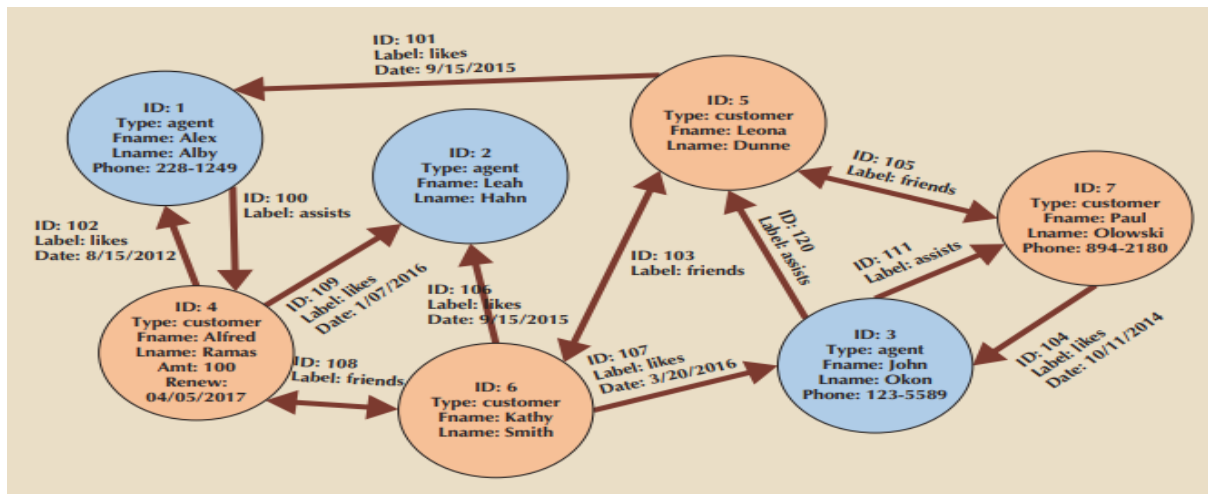 ID: 101
Label: likes
Date: 9/15/2015
ID: 1
Type: agent
Fname: Alex
Lname: Alby
Phone: 228-1249
ID: 2
Type: agent
Fname: Leah
Lname: Hahn
ID: 5
Type: customer
Fname: Leona
Lname: Dunne
ID: 105
Label: friends
ID: 7
Type: customer
Fname: Paul
Lname: Olowski
Phone: 894-2180
ID: 100
Label: assists
ID: 102
Label: likes
Date: 8/15/2012
ID: 109
Label: likes
Date: 1/07/2016
ID: 106
Label: likes
Date: 9/15/2015
ID: 103
Label: friends
ID: 120
Label: assists
ID: 111
Label: assists
ID: 4
Type: customer
Fname: Alfred
Lname: Ramas
Amt: 100
Renew:
04/05/2017
ID: 108
Label: friends
ID: 6
Type: customer
Fname: Kathy
Lname: Smith
ID: 107
Label: likes
Date: 3/20/2016
ID: 3
Type: agent
Fname: John
Lname: Okon
Phone: 123-5589
ID: 104
Label: likes
Date: 10/11/2014